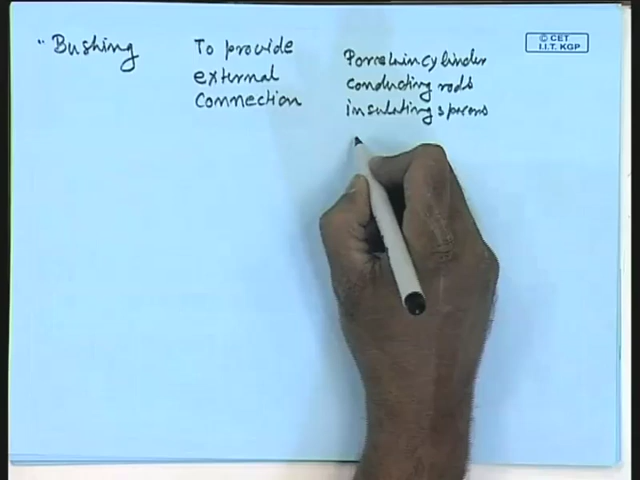 " Bushing
To provide
external
Connection
Porcelain cylinder
conducting rods
insulating spacers
© CET
I.I.T. KGP